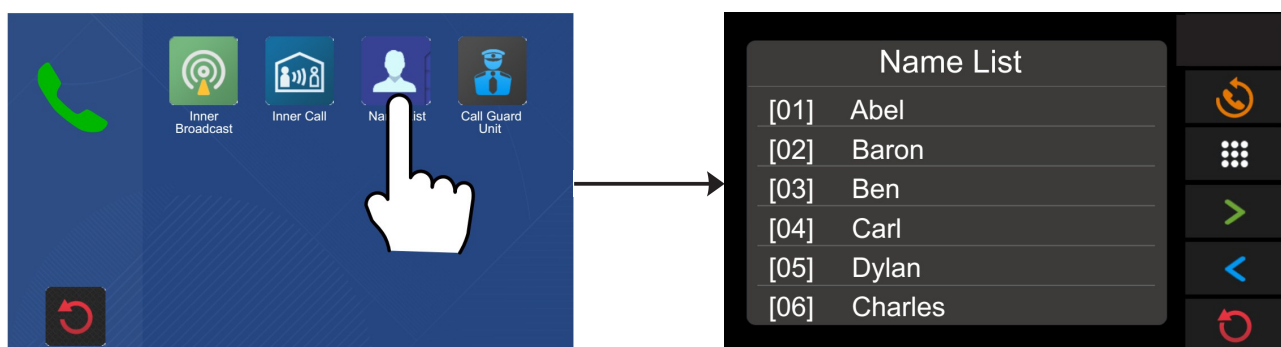 Inner
Broadcast
Inner Call
Call Guard
Unit
Name List
[01] Abel
[02] Baron
[03] Ben
[04] Carl
[05] Dylan
[06] Charles